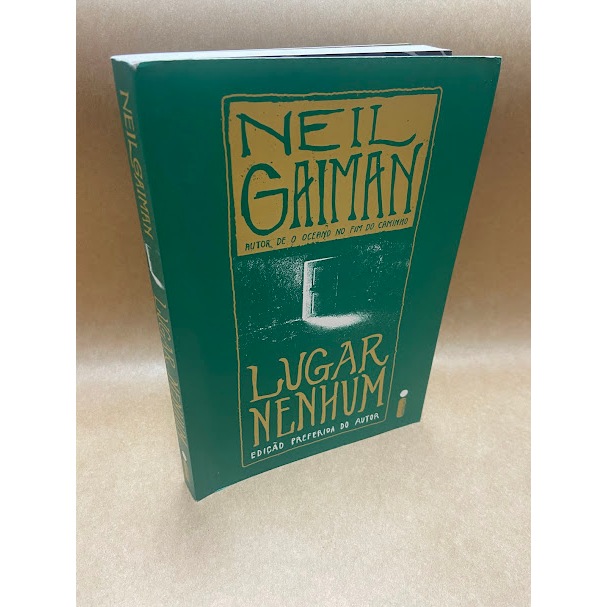 NEIL
GAIMAN
AUTOR DE O OCEANO NO FIM DO CAMINHO
LUGAR
NENHUM
EDIÇÃO PREFERIDA DO AUTOR
NEIL GAIMAN
LUGAR NENHUM